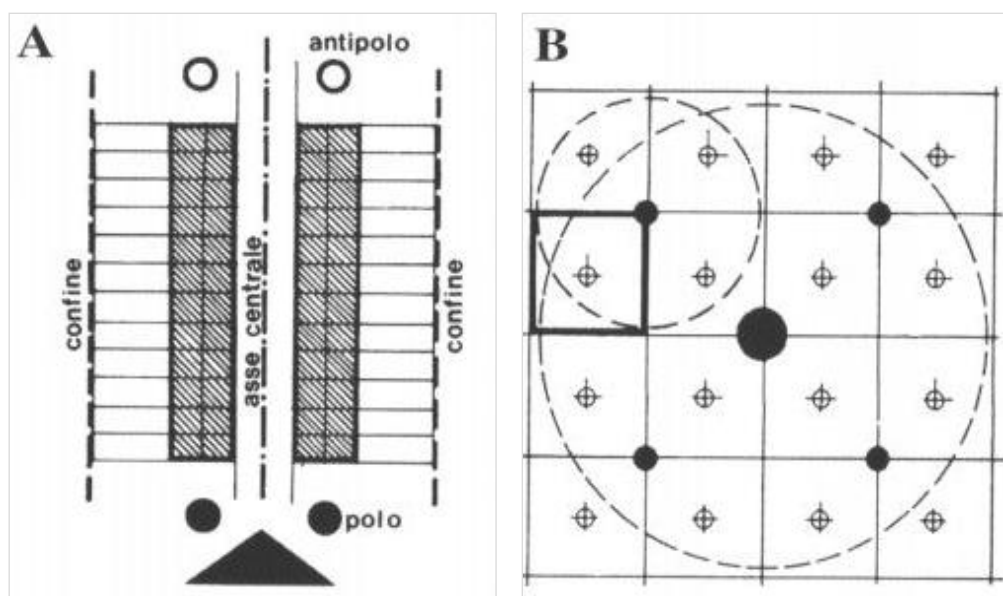 A
antipolo
confine
asse centrale
confine
polo
B